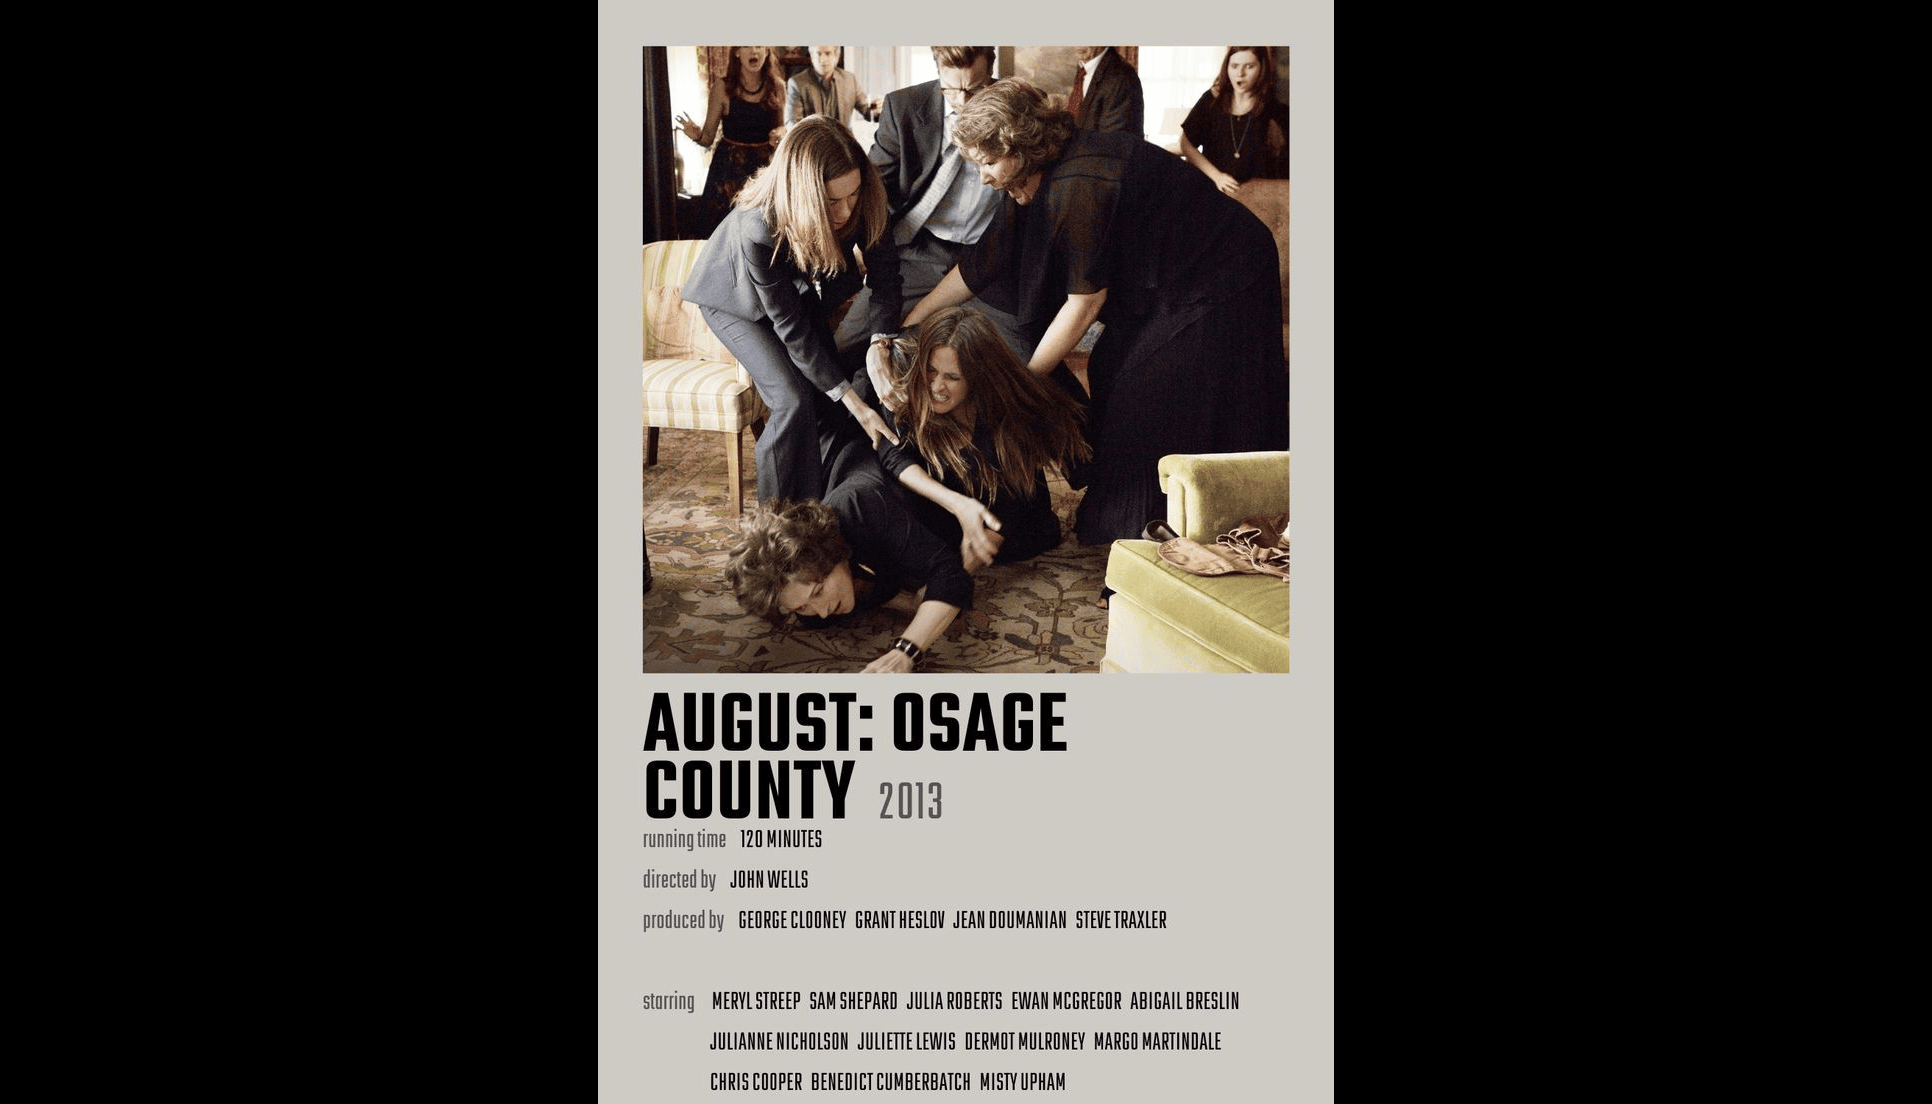 AUGUST: OSAGE
COUNTY 2013
running time 120 MINUTES
directed by JOHN WELLS
produced by GEORGE CLOONEY GRANT HESLOV JEAN DOUMANIAN STEVE TRAXLER
starring MERYL STREEP SAM SHEPARD JULIA ROBERTS EWAN MCGREGOR ABIGAIL BRESLIN
JULIANNE NICHOLSON JULIETTE LEWIS DERMOT MULRONEY MARGO MARTINDALE
CHRIS COOPER BENEDICT CUMBERBATCH MISTY UPHAM